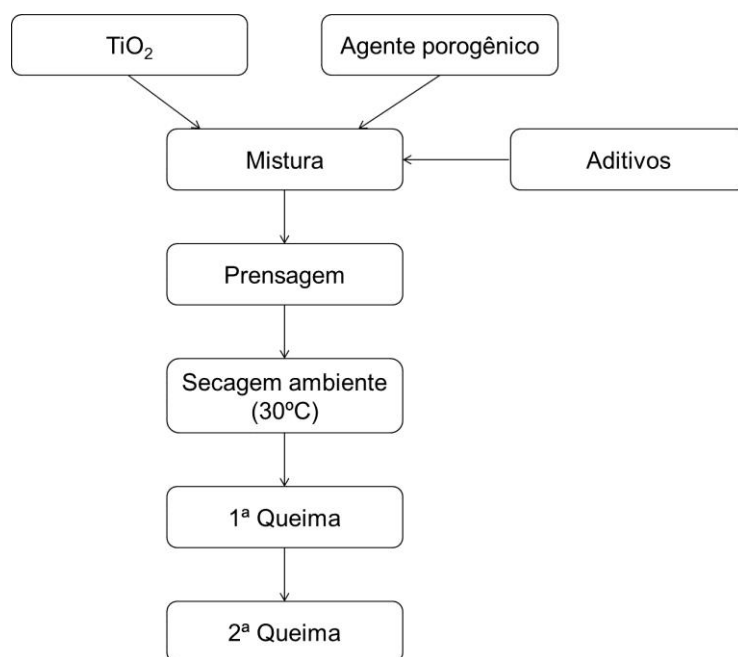 TiO₂
Agente porogênico
Mistura
Aditivos
Prensagem
Secagem ambiente
(30ºC)
1ª Queima
2ª Queima